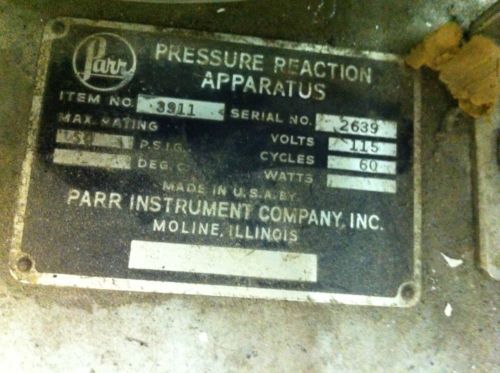 Parr
PRESSURE REACTION
APPARATUS
ITEM NO. 3911 SERIAL NO. 2639
MAX. RATING VOLTS 115
P.S.I.G. CYCLES 60
DEG. C. WATTS
MADE IN U.S.A. BY
PARR INSTRUMENT COMPANY, INC.
MOLINE, ILLINOIS